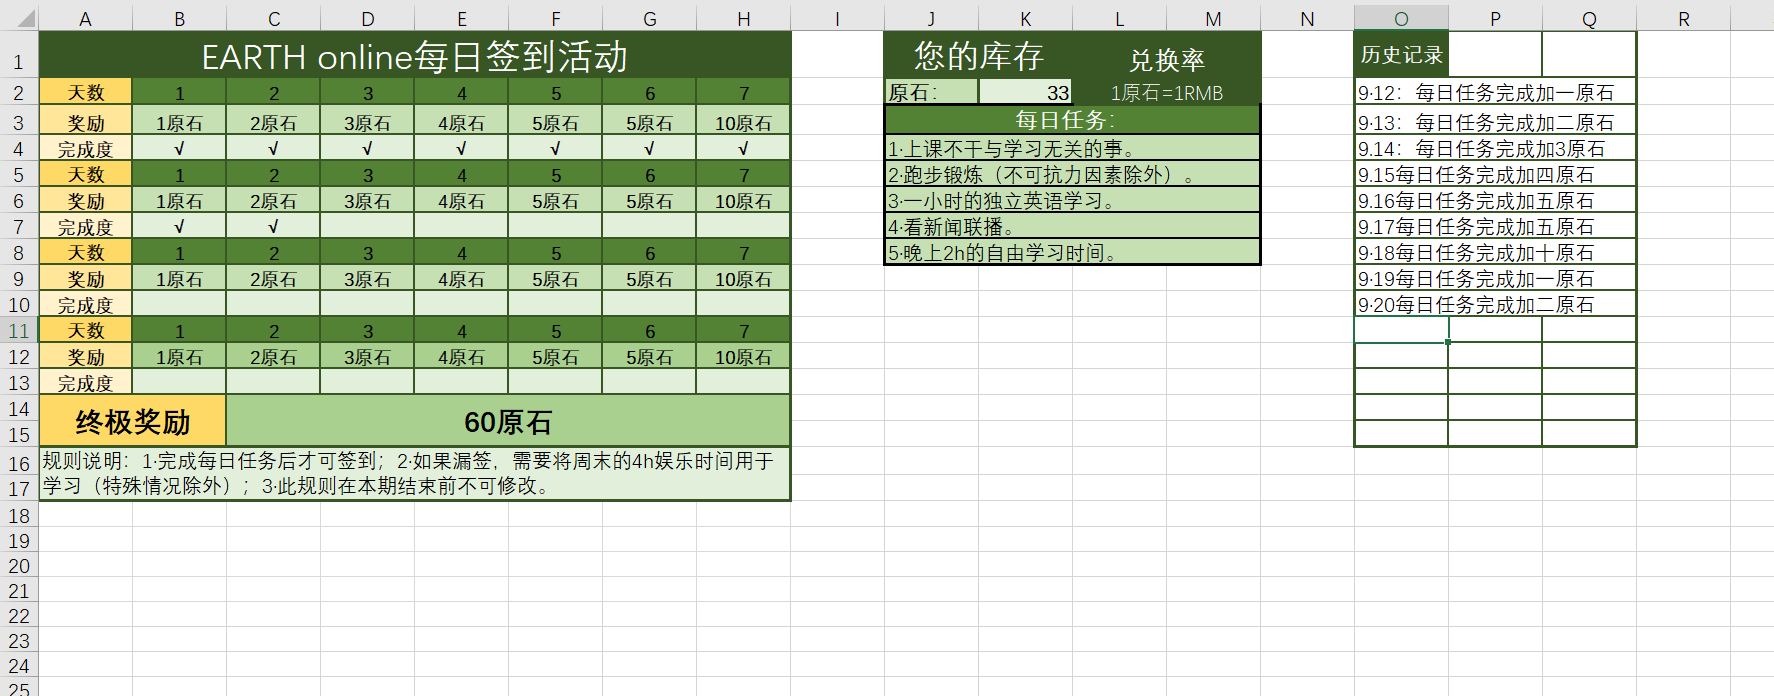 A B C D E F G H I J K L M N O P Q R
1 EARTH online每日签到活动 您的库存 兑换率 历史记录
2 天数 1 2 3 4 5 6 7 原石： 33 1原石=1RMB 9·12：每日任务完成加一原石
3 奖励 1原石 2原石 3原石 4原石 5原石 5原石 10原石 每日任务： 9·13：每日任务完成加二原石
4 完成度 √ √ √ √ √ √ √ 1·上课不干与学习无关的事。 9.14：每日任务完成加3原石
5 天数 1 2 3 4 5 6 7 2·跑步锻炼（不可抗力因素除外）。 9.15每日任务完成加四原石
6 奖励 1原石 2原石 3原石 4原石 5原石 5原石 10原石 3·一小时的独立英语学习。 9.16每日任务完成加五原石
7 完成度 √ √ 4·看新闻联播。 9.17每日任务完成加五原石
8 天数 1 2 3 4 5 6 7 5·晚上2h的自由学习时间。 9·18每日任务完成加十原石
9 奖励 1原石 2原石 3原石 4原石 5原石 5原石 10原石 9·19每日任务完成加一原石
10 完成度 9·20每日任务完成加二原石
11 天数 1 2 3 4 5 6 7
12 奖励 1原石 2原石 3原石 4原石 5原石 5原石 10原石
13 完成度
14 终极奖励 60原石
15
16 规则说明：1·完成每日任务后才可签到；2·如果漏签，需要将周末的4h娱乐时间用于
17 学习（特殊情况除外）；3·此规则在本期结束前不可修改。
18
19
20
21
22
23
24
25